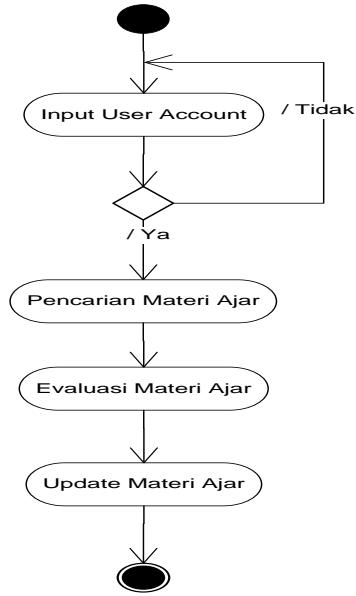 Input User Account
/ Tidak
/ Ya
Pencarian Materi Ajar
Evaluasi Materi Ajar
Update Materi Ajar